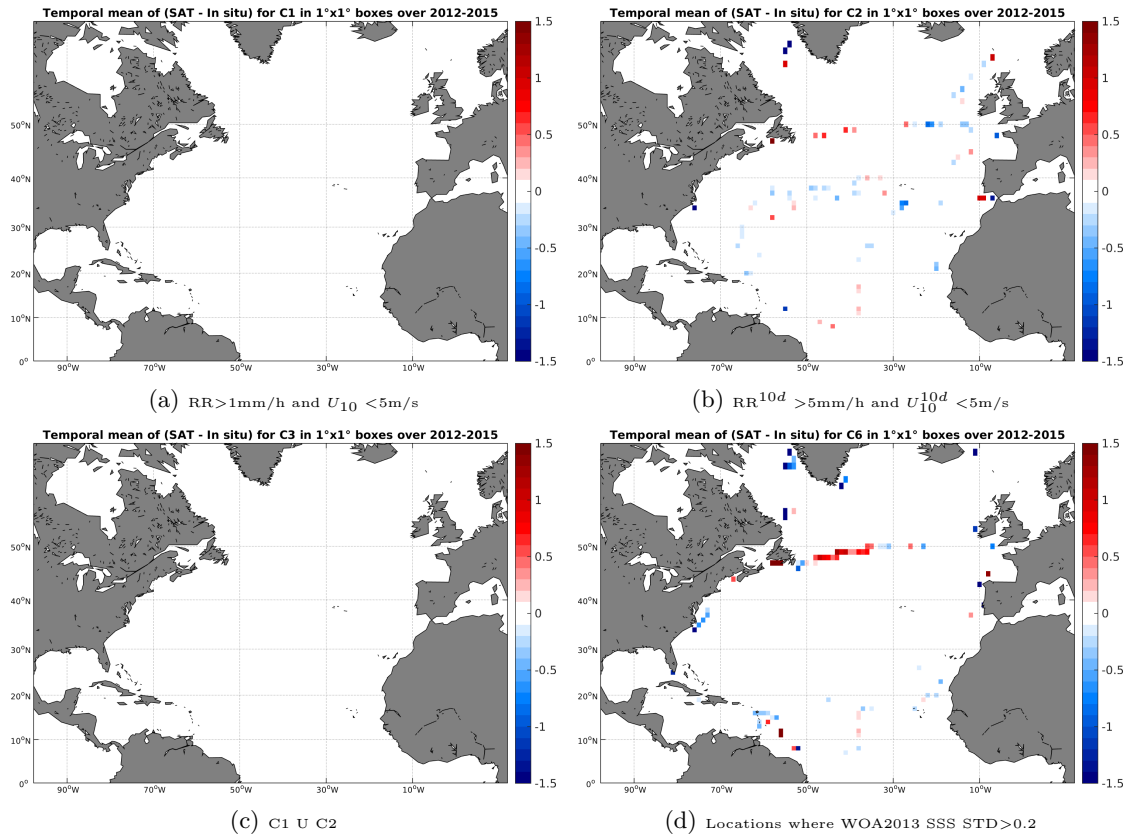 Temporal mean of (SAT - In situ) for C1 in 1°x1° boxes over 2012-2015
50°N
40°N
30°N
20°N
10°N
0°
90°W
70°W
50°W
30°W
10°W
1.5
1
0.5
0
-0.5
-1
-1.5
(a) RR>1mm/h and U10 <5m/s
Temporal mean of (SAT - In situ) for C2 in 1°x1° boxes over 2012-2015
50°N
40°N
30°N
20°N
10°N
0°
90°W
70°W
50°W
30°W
10°W
1.5
1
0.5
0
-0.5
-1
-1.5
(b) RR^10d >5mm/h and U10^10d <5m/s
Temporal mean of (SAT - In situ) for C3 in 1°x1° boxes over 2012-2015
50°N
40°N
30°N
20°N
10°N
0°
90°W
70°W
50°W
30°W
10°W
1.5
1
0.5
0
-0.5
-1
-1.5
(c) C1 U C2
Temporal mean of (SAT - In situ) for C6 in 1°x1° boxes over 2012-2015
50°N
40°N
30°N
20°N
10°N
0°
90°W
70°W
50°W
30°W
10°W
1.5
1
0.5
0
-0.5
-1
-1.5
(d) Locations where WOA2013 SSS STD>0.2